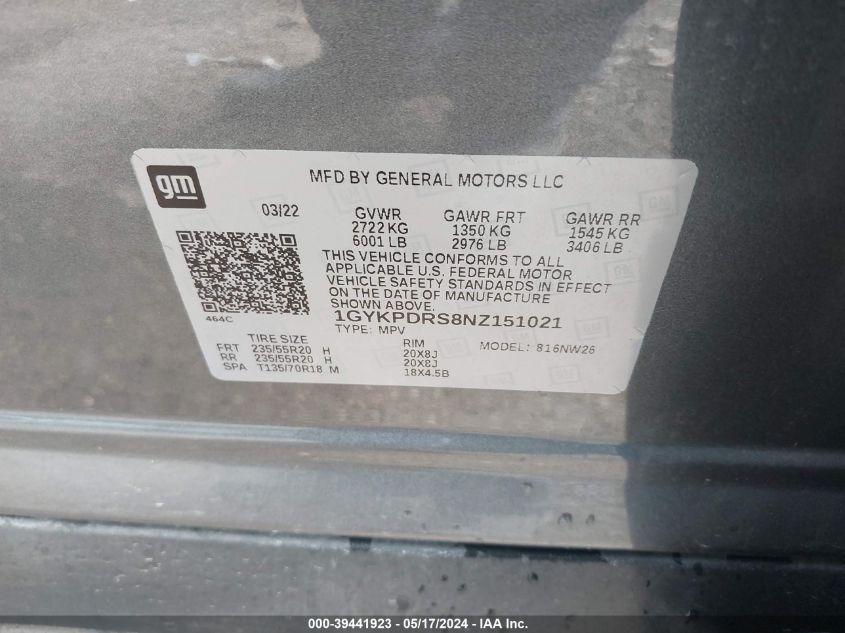 gm
MFD BY GENERAL MOTORS LLC
03/22
GVWR GAWR FRT GAWR RR
2722 KG 1350 KG 1545 KG
6001 LB 2976 LB 3406 LB
THIS VEHICLE CONFORMS TO ALL
APPLICABLE U.S. FEDERAL MOTOR
VEHICLE SAFETY STANDARDS IN EFFECT
ON THE DATE OF MANUFACTURE
SHOWN ABOVE.
464C
1GYKPDRS8NZ151021
TYPE: MPV
MODEL: 816NW26
TIRE SIZE RIM
FRT 235/55R20 H 20X8J
RR 235/55R20 H 20X8J
SPA T135/70R18 M 18X4.5B
000-39441923 - 05/17/2024 - IAA Inc.